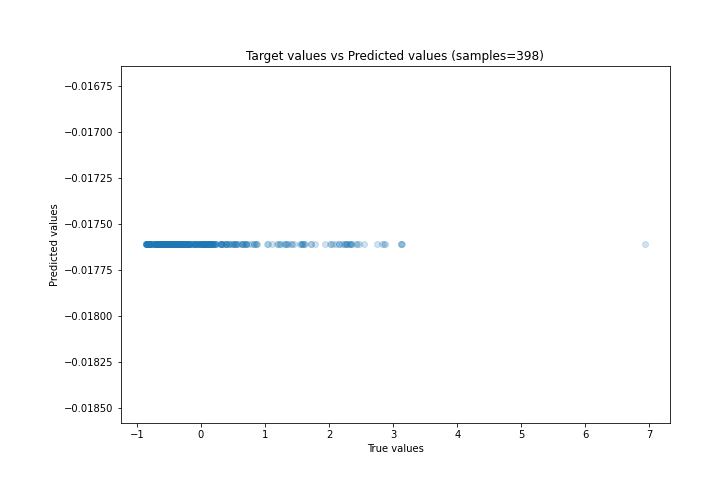 Target values vs Predicted values (samples=398)
−0.01675
−0.01700
−0.01725
−0.01750
−0.01775
−0.01800
−0.01825
−0.01850
Predicted values
−1 0 1 2 3 4 5 6 7
True values